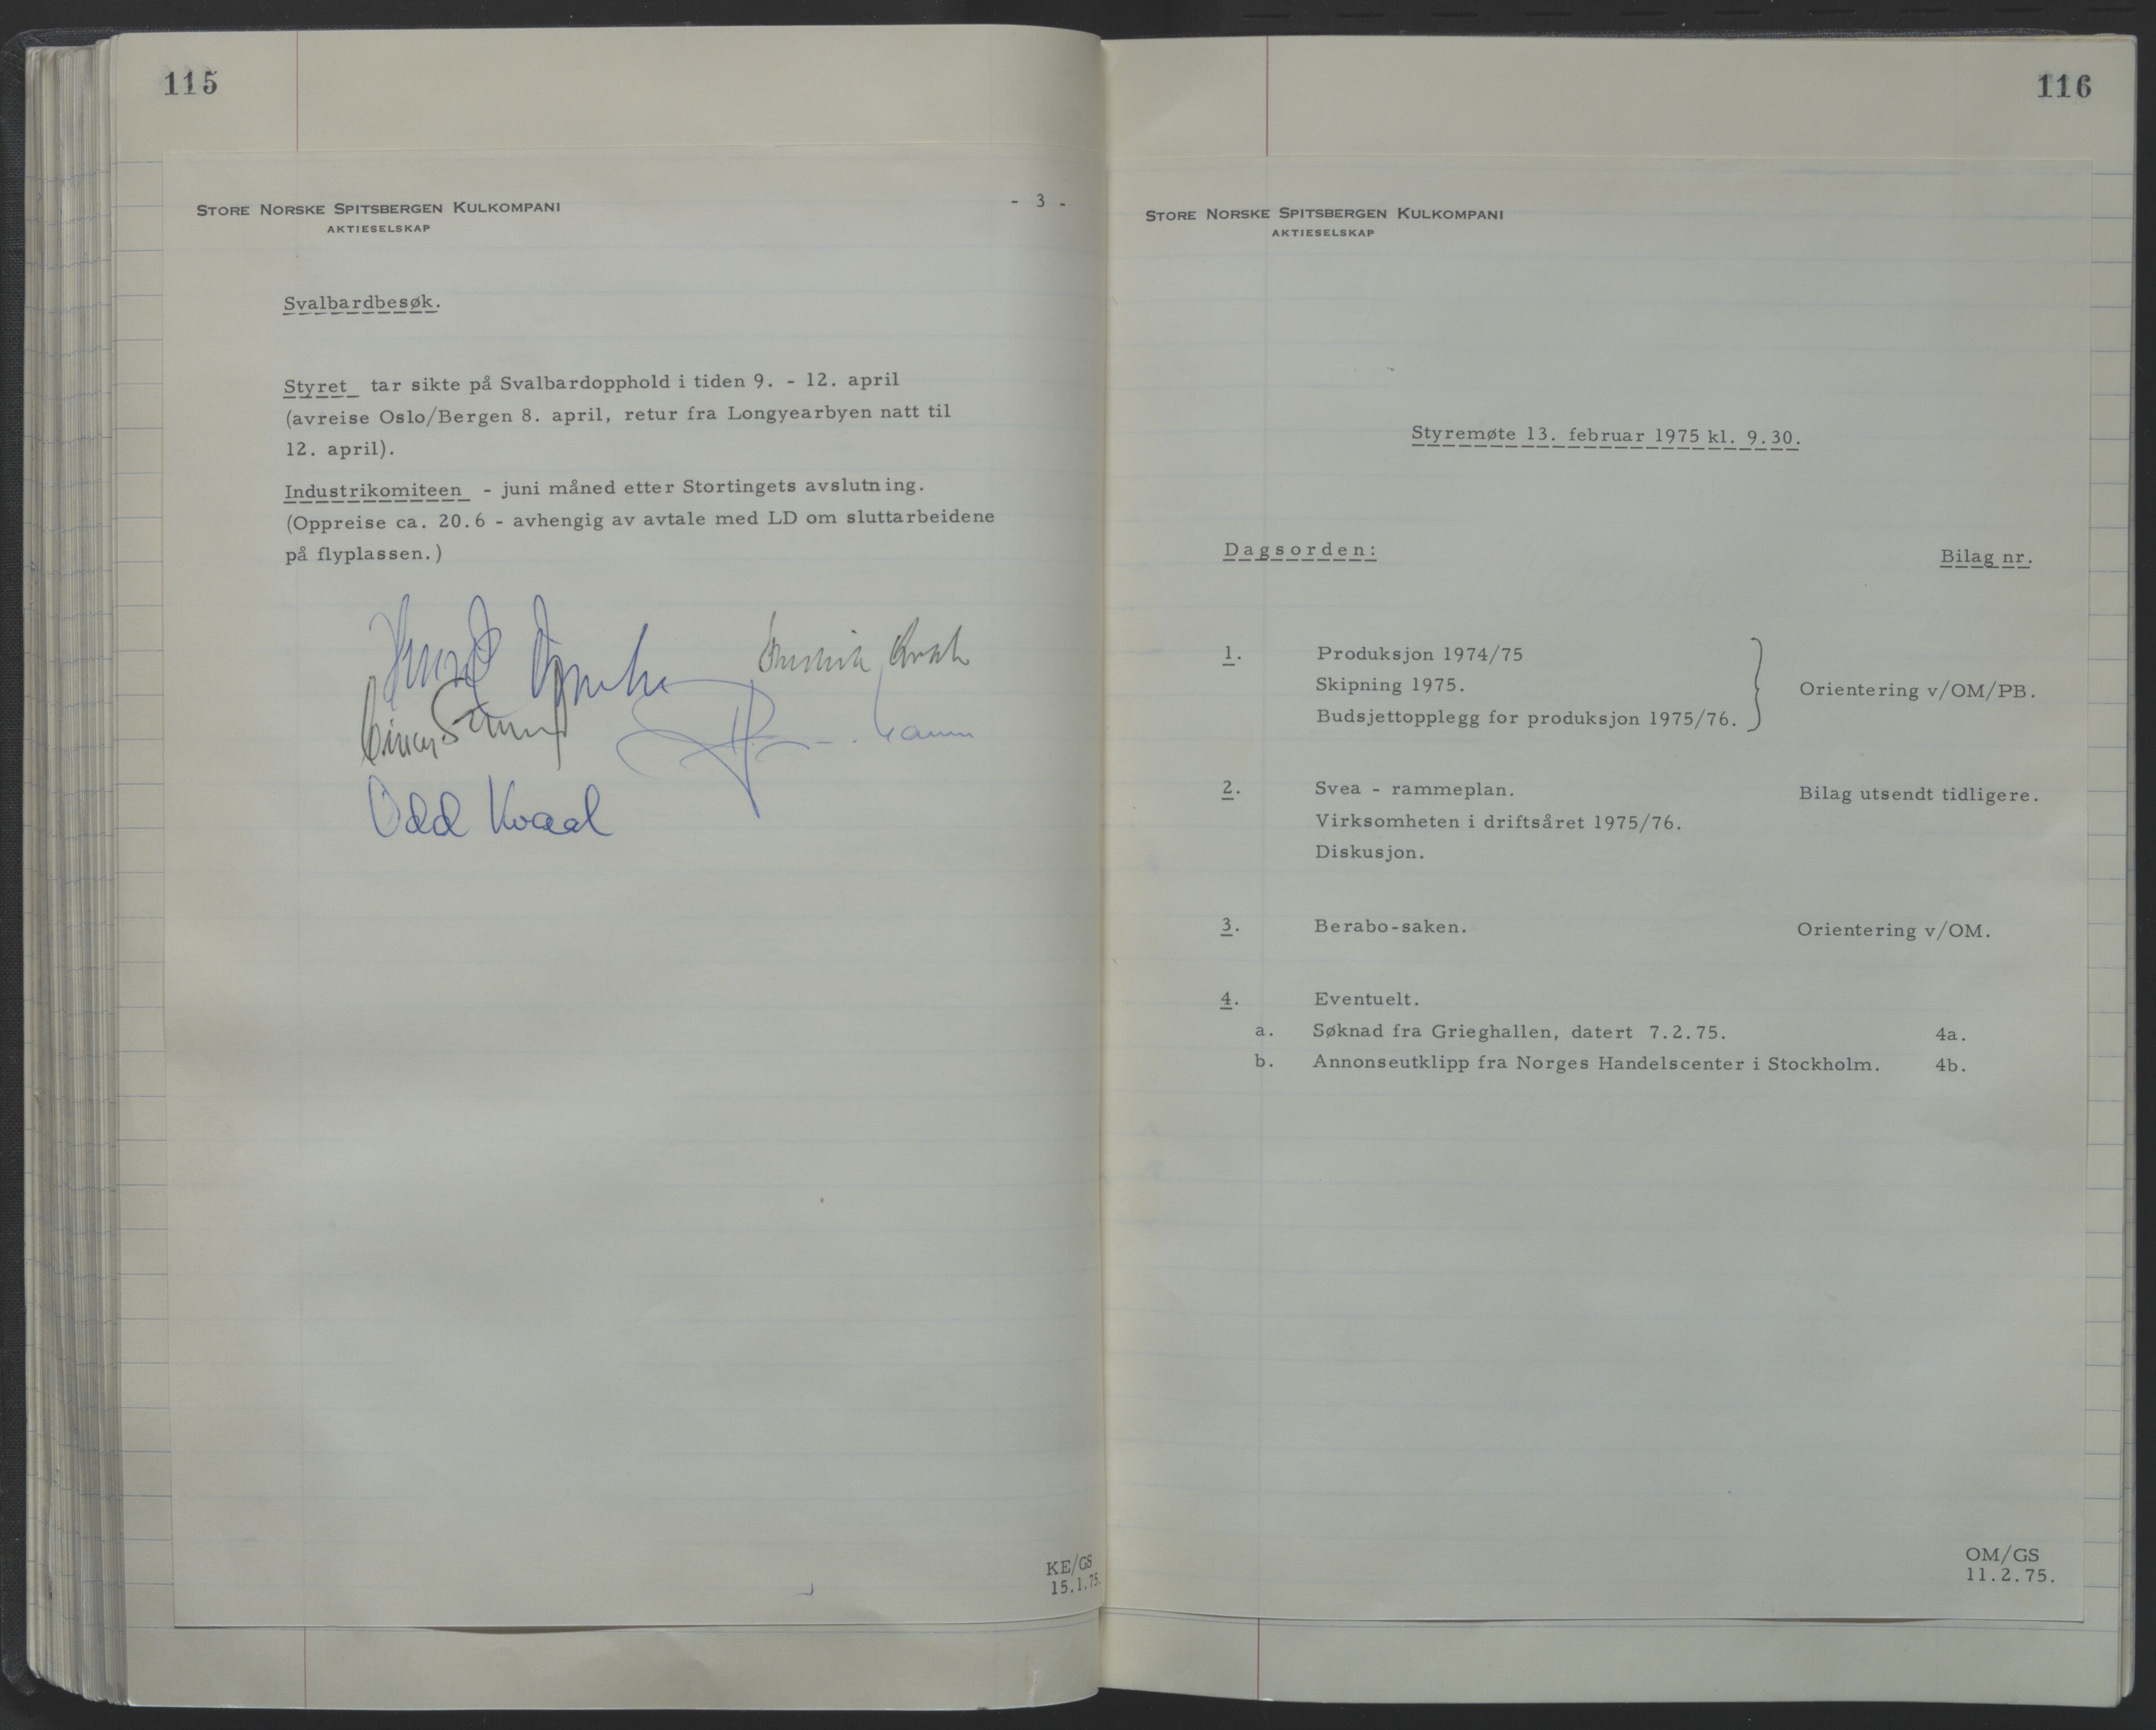 115
STORE NORSKE SPITSBERGEN KULKOMPANI
AKTIESELSKAP
- 3 -
Svalbardbesøk.
Styret tar sikte på Svalbardopphold i tiden 9. - 12. april
(avreise Oslo/Bergen 8. april, retur fra Longyearbyen natt til
12. april).
Industrikomiteen - juni måned etter Stortingets avslutning.
(Oppreise ca. 20.6 - avhengig av avtale med LD om sluttarbeidene
på flyplassen.)
Odd Kvaal
KE/GS
15.1.75.
116
STORE NORSKE SPITSBERGEN KULKOMPANI
AKTIESELSKAP
Styremøte 13. februar 1975 kl. 9.30.
Dagsorden: Bilag nr.
1. Produksjon 1974/75
Skipning 1975.
Orientering v/OM/PB.
Budsjettopplegg for produksjon 1975/76.
2. Svea - rammeplan. Bilag utsendt tidligere.
Virksomheten i driftsåret 1975/76.
Diskusjon.
3. Berabo-saken. Orientering v/OM.
4. Eventuelt.
a. Søknad fra Grieghallen, datert 7.2.75. 4a.
b. Annonseutklipp fra Norges Handelscenter i Stockholm. 4b.
OM/GS
11.2.75.